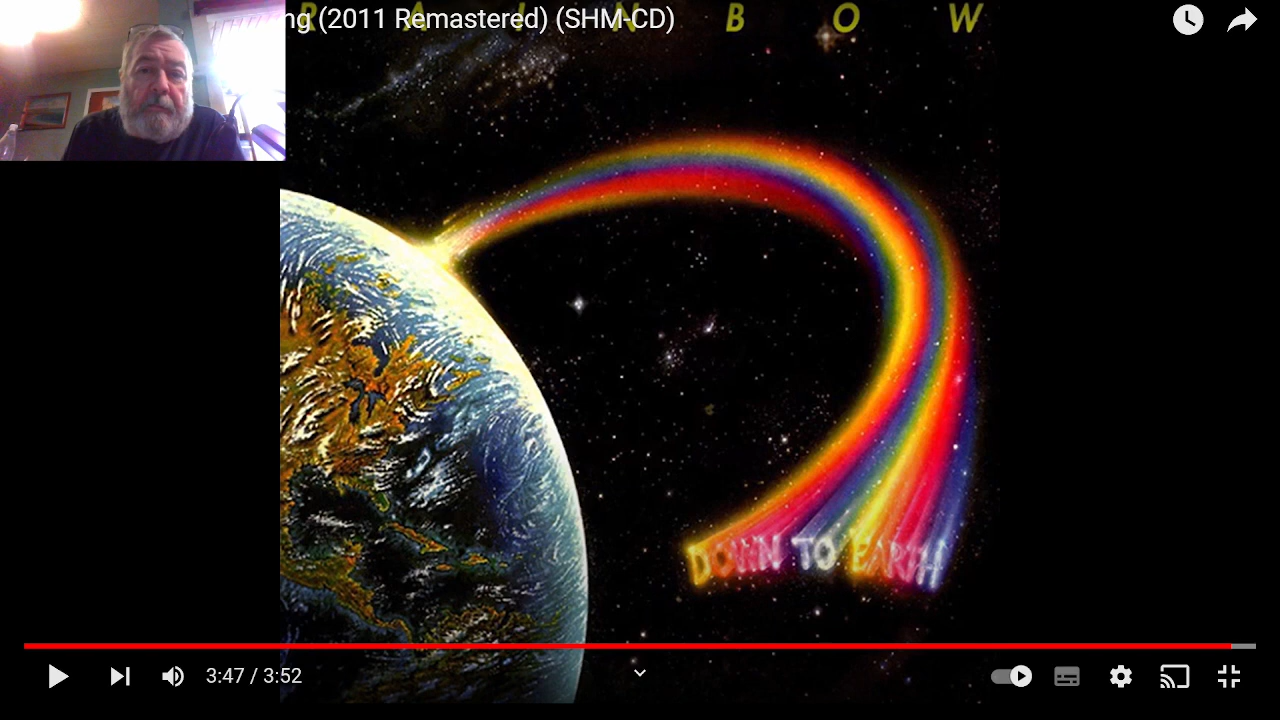 ng (2011 Remastered) (SHM-CD)
R A I N B O W
DOWN TO EARTH
3:47 / 3:52